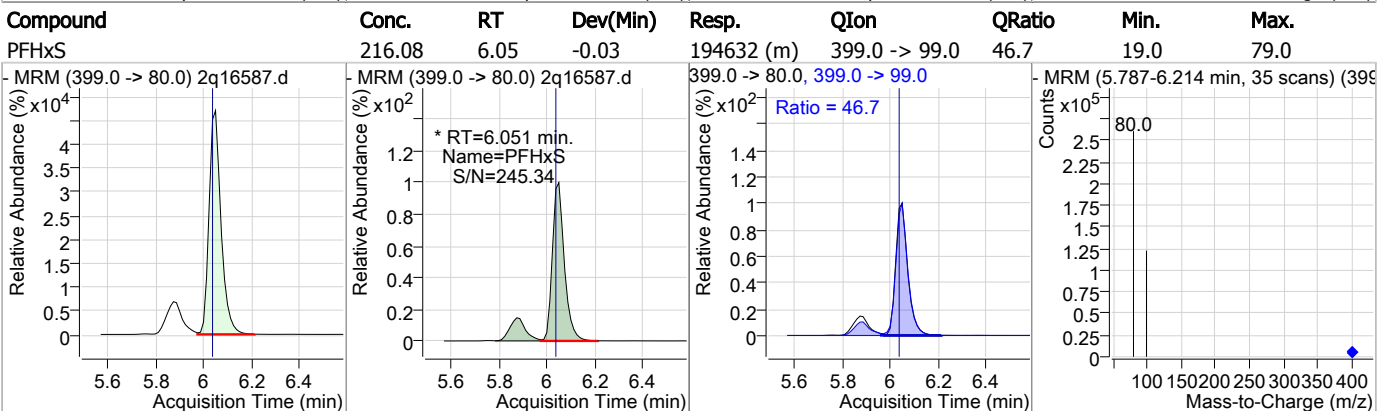 Compound Conc. RT Dev(Min) Resp. QIon QRatio Min. Max.
PFHxS 216.08 6.05 -0.03 194632 (m) 399.0 -> 99.0 46.7 19.0 79.0
- MRM (399.0 -> 80.0) 2q16587.d
Relative Abundance (%)
x10⁴
4
3.5
3
2.5
2
1.5
1
0.5
0
5.6 5.8 6 6.2 6.4
Acquisition Time (min)
- MRM (399.0 -> 80.0) 2q16587.d
Relative Abundance (%)
x10²
* RT=6.051 min.
Name=PFHxS
S/N=245.34
1.2
1
0.8
0.6
0.4
0.2
0
5.6 5.8 6 6.2 6.4
Acquisition Time (min)
399.0 -> 80.0, 399.0 -> 99.0
Relative Abundance (%)
x10²
Ratio = 46.7
1.4
1.2
1
0.8
0.6
0.4
0.2
0
5.6 5.8 6 6.2 6.4
Acquisition Time (min)
- MRM (5.787-6.214 min, 35 scans) (399
Counts
x10⁵
80.0
2.5
2.25
2
1.75
1.5
1.25
1
0.75
0.5
0.25
0
100 150 200 250 300 350 400
Mass-to-Charge (m/z)